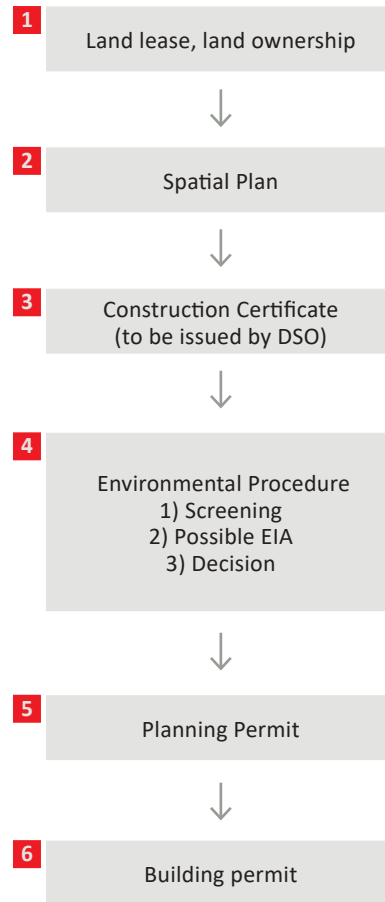 1
Land lease, land ownership
2
Spatial Plan
3
Construction Certificate
(to be issued by DSO)
4
Environmental Procedure
1) Screening
2) Possible EIA
3) Decision
5
Planning Permit
6
Building permit